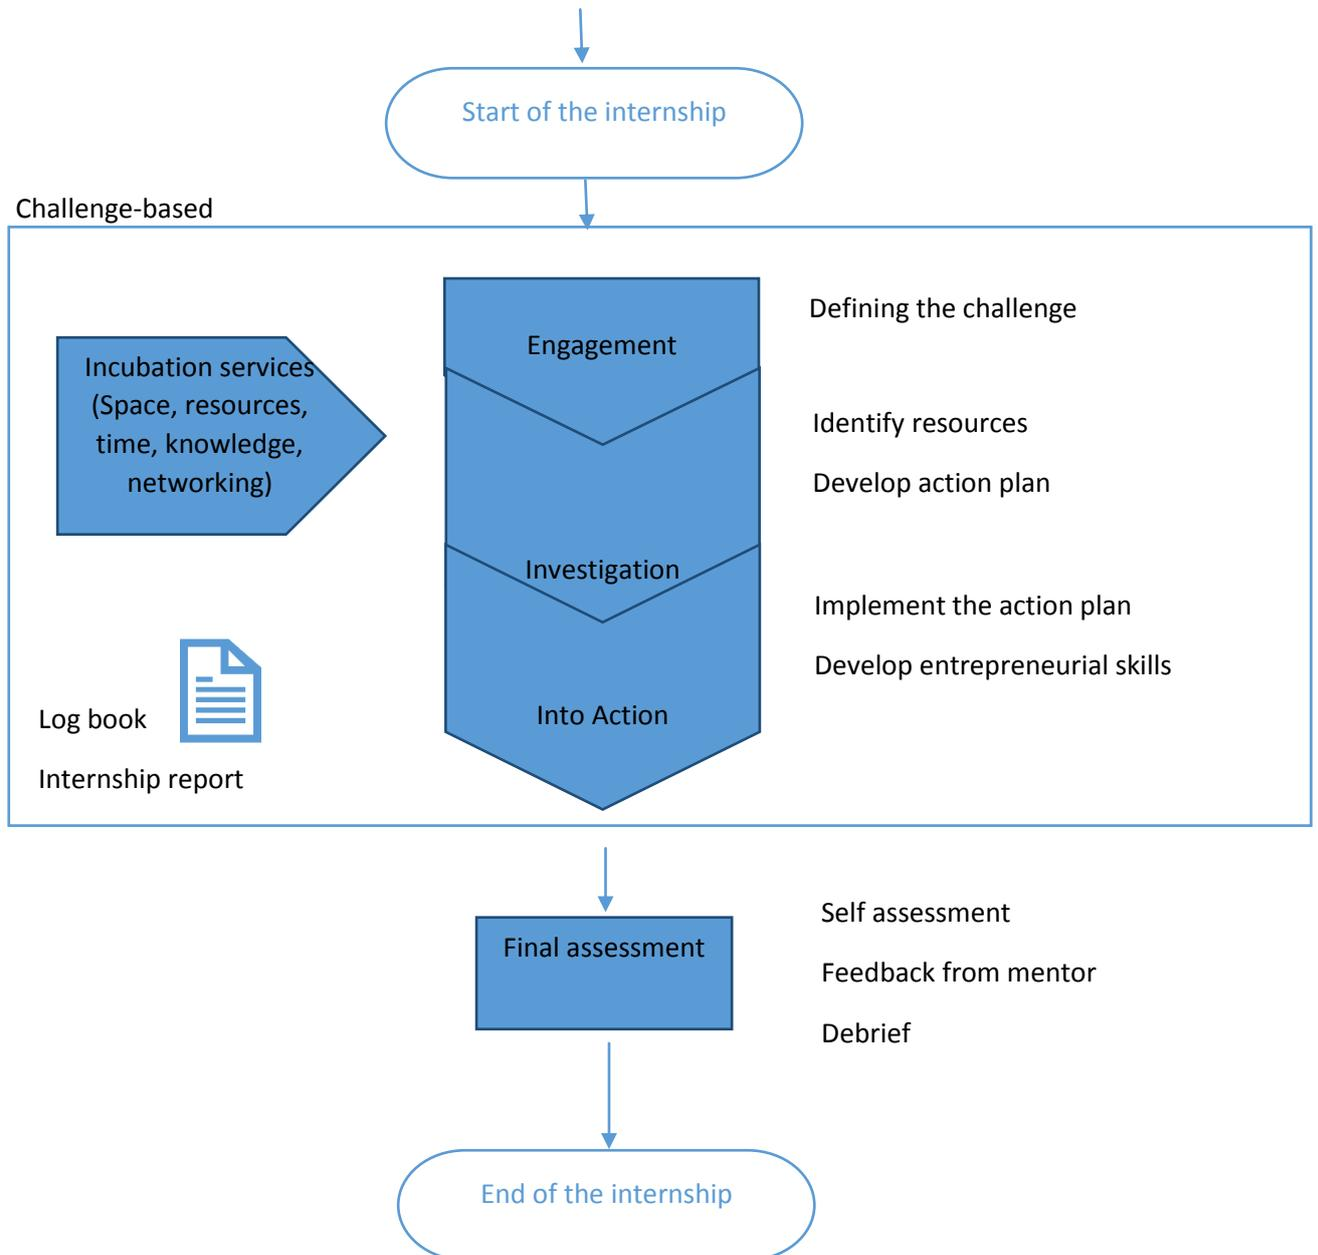 Start of the internship
Challenge-based
Engagement
Defining the challenge
Incubation services
(Space, resources,
time, knowledge,
networking)
Identify resources
Develop action plan
Investigation
Implement the action plan
Develop entrepreneurial skills
Into Action
Log book
Internship report
Final assessment
Self assessment
Feedback from mentor
Debrief
End of the internship